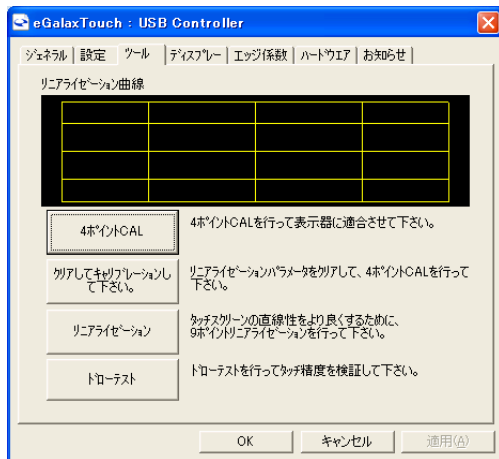 eGalaxTouch : USB Controller
ジェネラル 設定 ツール ディスプレー エッジ係数 ハードウエア お知らせ
リニアライゼーション曲線
4ポイントCAL
4ポイントCALを行って表示器に適合させて下さい。
クリアしてキャリブレーションし
て下さい。
リニアライゼーションパラメータをクリアして、4ポイントCALを行って
下さい。
リニアライゼーション
タッチスクリーンの直線性をより良くするために、
9ポイントリニアライゼーションを行って下さい。
ドローテスト
ドローテストを行ってタッチ精度を検証して下さい。
OK キャンセル 適用(A)